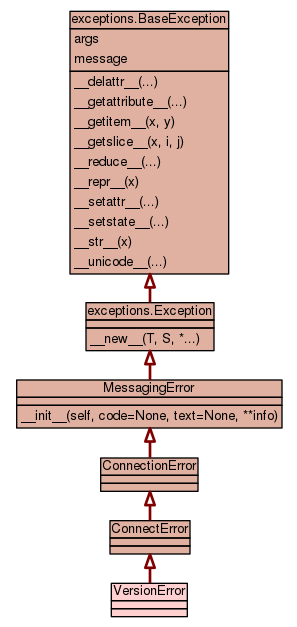 exceptions.BaseException
args
message
__delattr__(...)
__getattribute__(...)
__getitem__(x, y)
__getslice__(x, i, j)
__reduce__(...)
__repr__(x)
__setattr__(...)
__setstate__(...)
__str__(x)
__unicode__(...)
exceptions.Exception
__new__(T, S, *...)
MessagingError
__init__(self, code=None, text=None, **info)
ConnectionError
ConnectError
VersionError